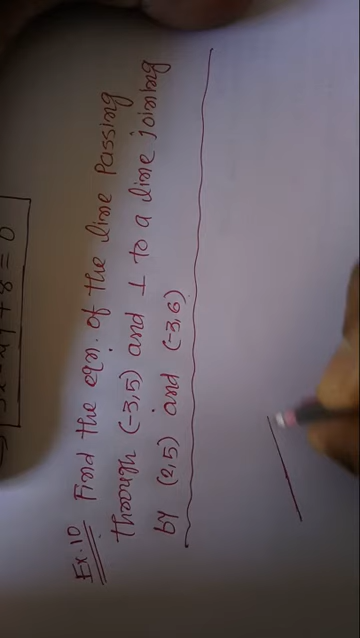 Ex.10 Find the eqn. of the line passing
through (-3,5) and ⊥ to a line joining
by (2,5) and (-3,6)